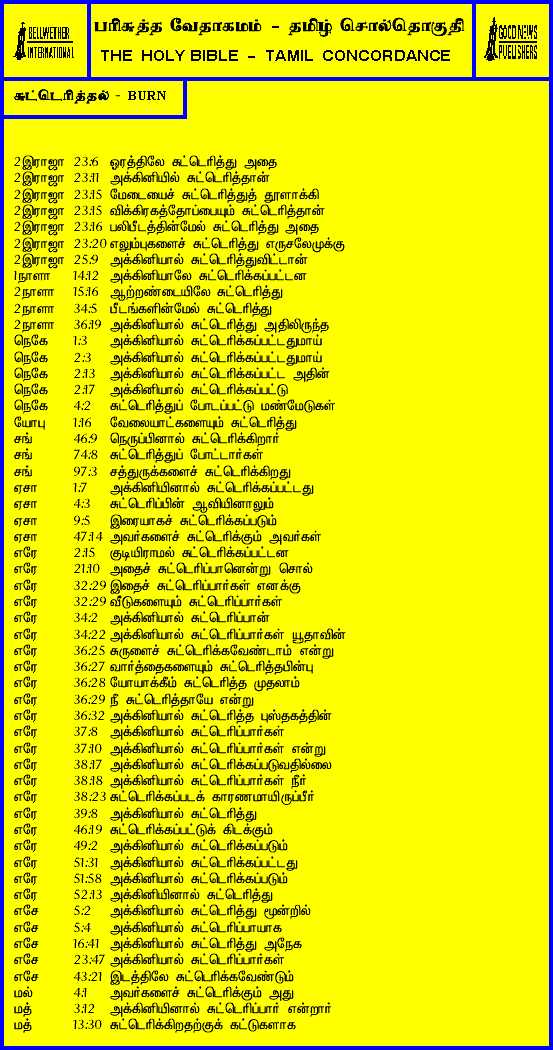 BELLWETHER
INTERNATIONAL
பரிசுத்த வேதாகமம் - தமிழ் சொல்தொகுதி
THE HOLY BIBLE - TAMIL CONCORDANCE
GOOD NEWS
PUBLISHERS
சுட்டெரித்தல் - BURN
2இராஜா 23:6 ஓரத்திலே சுட்டெரித்து அதை
2இராஜா 23:11 அக்கினியில் சுட்டெரித்தான்
2இராஜா 23:15 மேடையைச் சுட்டெரித்துத் தூளாக்கி
2இராஜா 23:15 விக்கிரகத்தோப்பையும் சுட்டெரித்தான்
2இராஜா 23:16 பலிபீடத்தின்மேல் சுட்டெரித்து அதை
2இராஜா 23:20 எலும்புகளைச் சுட்டெரித்து எருசலேமுக்கு
2இராஜா 25:9 அக்கினியால் சுட்டெரித்துவிட்டான்
1நாளா 14:12 அக்கினியாலே சுட்டெரிக்கப்பட்டன
2நாளா 15:16 ஆற்றண்டையிலே சுட்டெரித்து
2நாளா 34:5 பீடங்களின்மேல் சுட்டெரித்து
2நாளா 36:19 அக்கினியால் சுட்டெரித்து அதிலிருந்த
நெகே 1:3 அக்கினியால் சுட்டெரிக்கப்பட்டதுமாய்
நெகே 2:3 அக்கினியால் சுட்டெரிக்கப்பட்டதுமாய்
நெகே 2:13 அக்கினியால் சுட்டெரிக்கப்பட்ட அதின்
நெகே 2:17 அக்கினியால் சுட்டெரிக்கப்பட்டு
நெகே 4:2 சுட்டெரித்துப் போடப்பட்டு மண்மேடுகள்
யோபு 1:16 வேலையாட்களையும் சுட்டெரித்து
சங் 46:9 நெருப்பினால் சுட்டெரிக்கிறார்
சங் 74:8 சுட்டெரித்துப் போட்டார்கள்
சங் 97:3 சத்துருக்களைச் சுட்டெரிக்கிறது
ஏசா 1:7 அக்கினியினால் சுட்டெரிக்கப்பட்டது
ஏசா 4:3 சுட்டெரிப்பின் ஆவியினாலும்
ஏசா 9:5 இரையாகச் சுட்டெரிக்கப்படும்
ஏசா 47:14 அவர்களைச் சுட்டெரிக்கும் அவர்கள்
எரே 2:15 குடியிராமல் சுட்டெரிக்கப்பட்டன
எரே 21:10 அதைச் சுட்டெரிப்பானென்று சொல்
எரே 32:29 இதைச் சுட்டெரிப்பார்கள் எனக்கு
எரே 32:29 வீடுகளையும் சுட்டெரிப்பார்கள்
எரே 34:2 அக்கினியால் சுட்டெரிப்பான்
எரே 34:22 அக்கினியால் சுட்டெரிப்பார்கள் யூதாவின்
எரே 36:25 சுருளைச் சுட்டெரிக்கவேண்டாம் என்று
எரே 36:27 வார்த்தைகளையும் சுட்டெரித்தபின்பு
எரே 36:28 யோயாக்கீம் சுட்டெரித்த முதலாம்
எரே 36:29 நீ சுட்டெரித்தாயே என்று
எரே 36:32 அக்கினியால் சுட்டெரித்த புஸ்தகத்தின்
எரே 37:8 அக்கினியால் சுட்டெரிப்பார்கள்
எரே 37:10 அக்கினியால் சுட்டெரிப்பார்கள் என்று
எரே 38:17 அக்கினியால் சுட்டெரிக்கப்படுவதில்லை
எரே 38:18 அக்கினியால் சுட்டெரிப்பார்கள் நீர்
எரே 38:23 சுட்டெரிக்கப்படக் காரணமாயிருப்பீர்
எரே 39:8 அக்கினியால் சுட்டெரித்து
எரே 46:19 சுட்டெரிக்கப்பட்டுக் கிடக்கும்
எரே 49:2 அக்கினியால் சுட்டெரிக்கப்படும்
எரே 51:31 அக்கினியால் சுட்டெரிக்கப்பட்டது
எரே 51:58 அக்கினியால் சுட்டெரிக்கப்படும்
எரே 52:13 அக்கினியினால் சுட்டெரித்து
எசே 5:2 அக்கினியால் சுட்டெரித்து மூன்றில்
எசே 5:4 அக்கினியால் சுட்டெரிப்பாயாக
எசே 16:41 அக்கினியால் சுட்டெரித்து அநேக
எசே 23:47 அக்கினியால் சுட்டெரிப்பார்கள்
எசே 43:21 இடத்திலே சுட்டெரிக்கவேண்டும்
மல் 4:1 அவர்களைச் சுட்டெரிக்கும் அது
மத் 3:12 அக்கினியினால் சுட்டெரிப்பார் என்றார்
மத் 13:30 சுட்டெரிக்கிறதற்குக் கட்டுகளாக